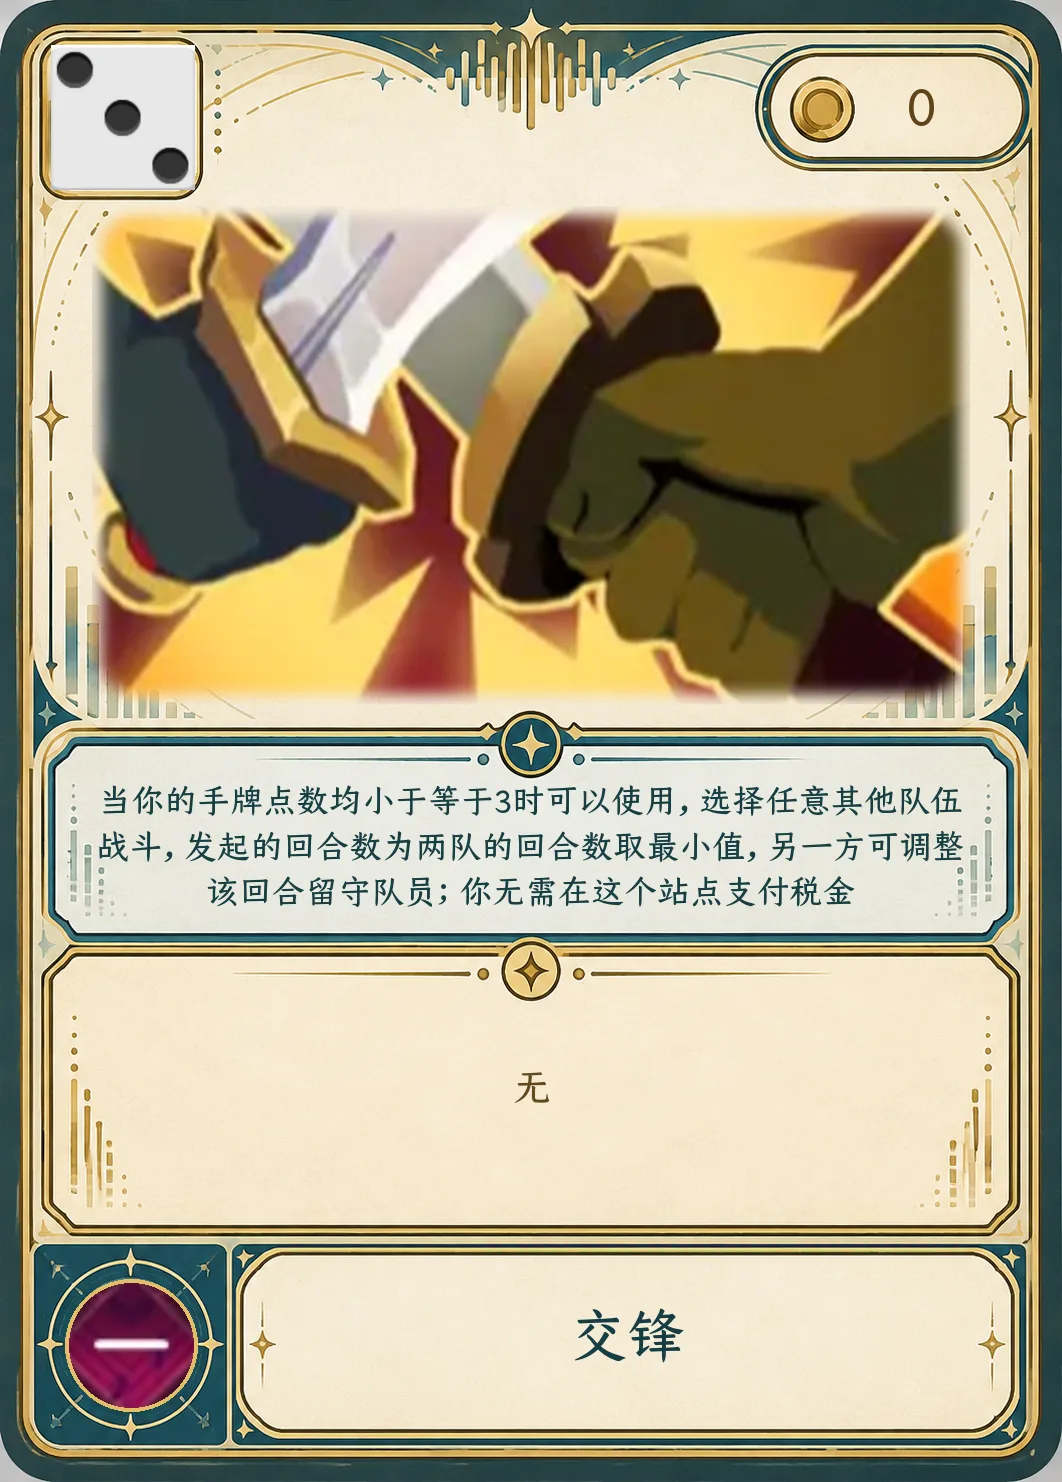 0
当你的手牌点数均小于等于3时可以使用，选择任意其他队伍
战斗，发起的回合数为两队的回合数取最小值，另一方可调整
该回合留守队员；你无需在这个站点支付税金
无
交锋